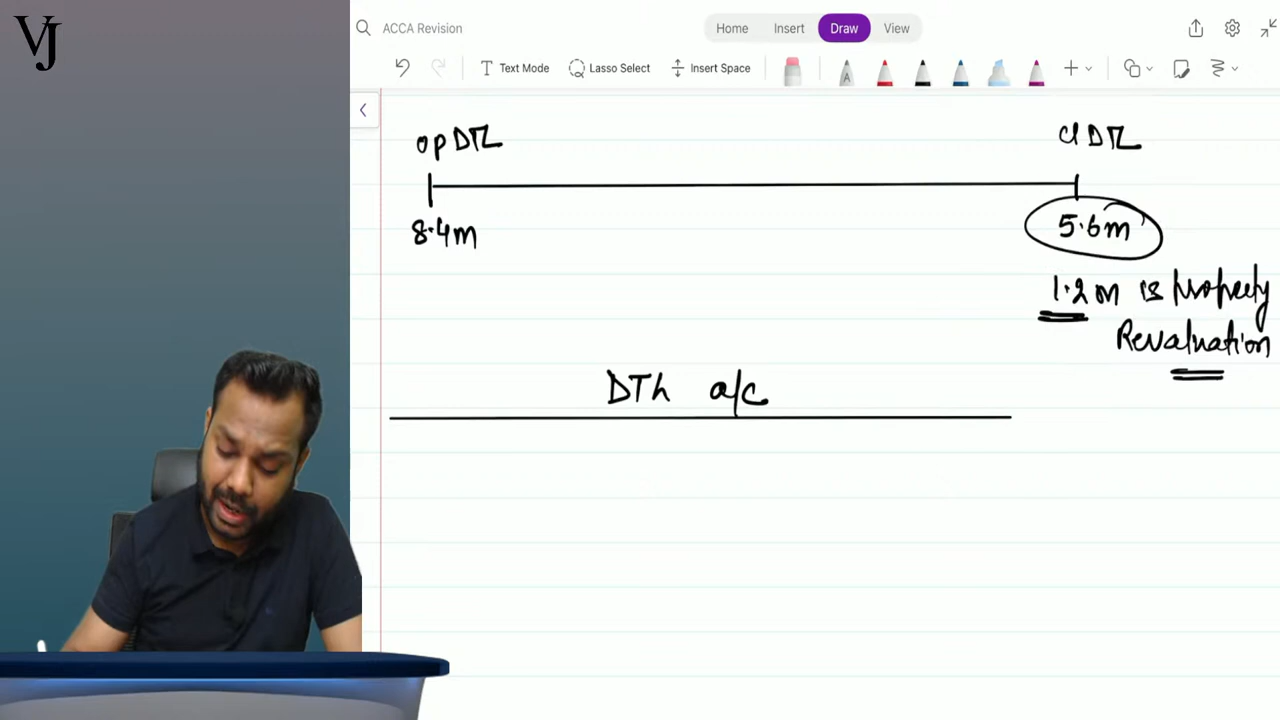 VJ
ACCA Revision
Home Insert Draw View
Text Mode Lasso Select Insert Space
A
op DTL
cl DTL
8.4m
5.6m
1.2m is property
Revaluation
DTL a/c